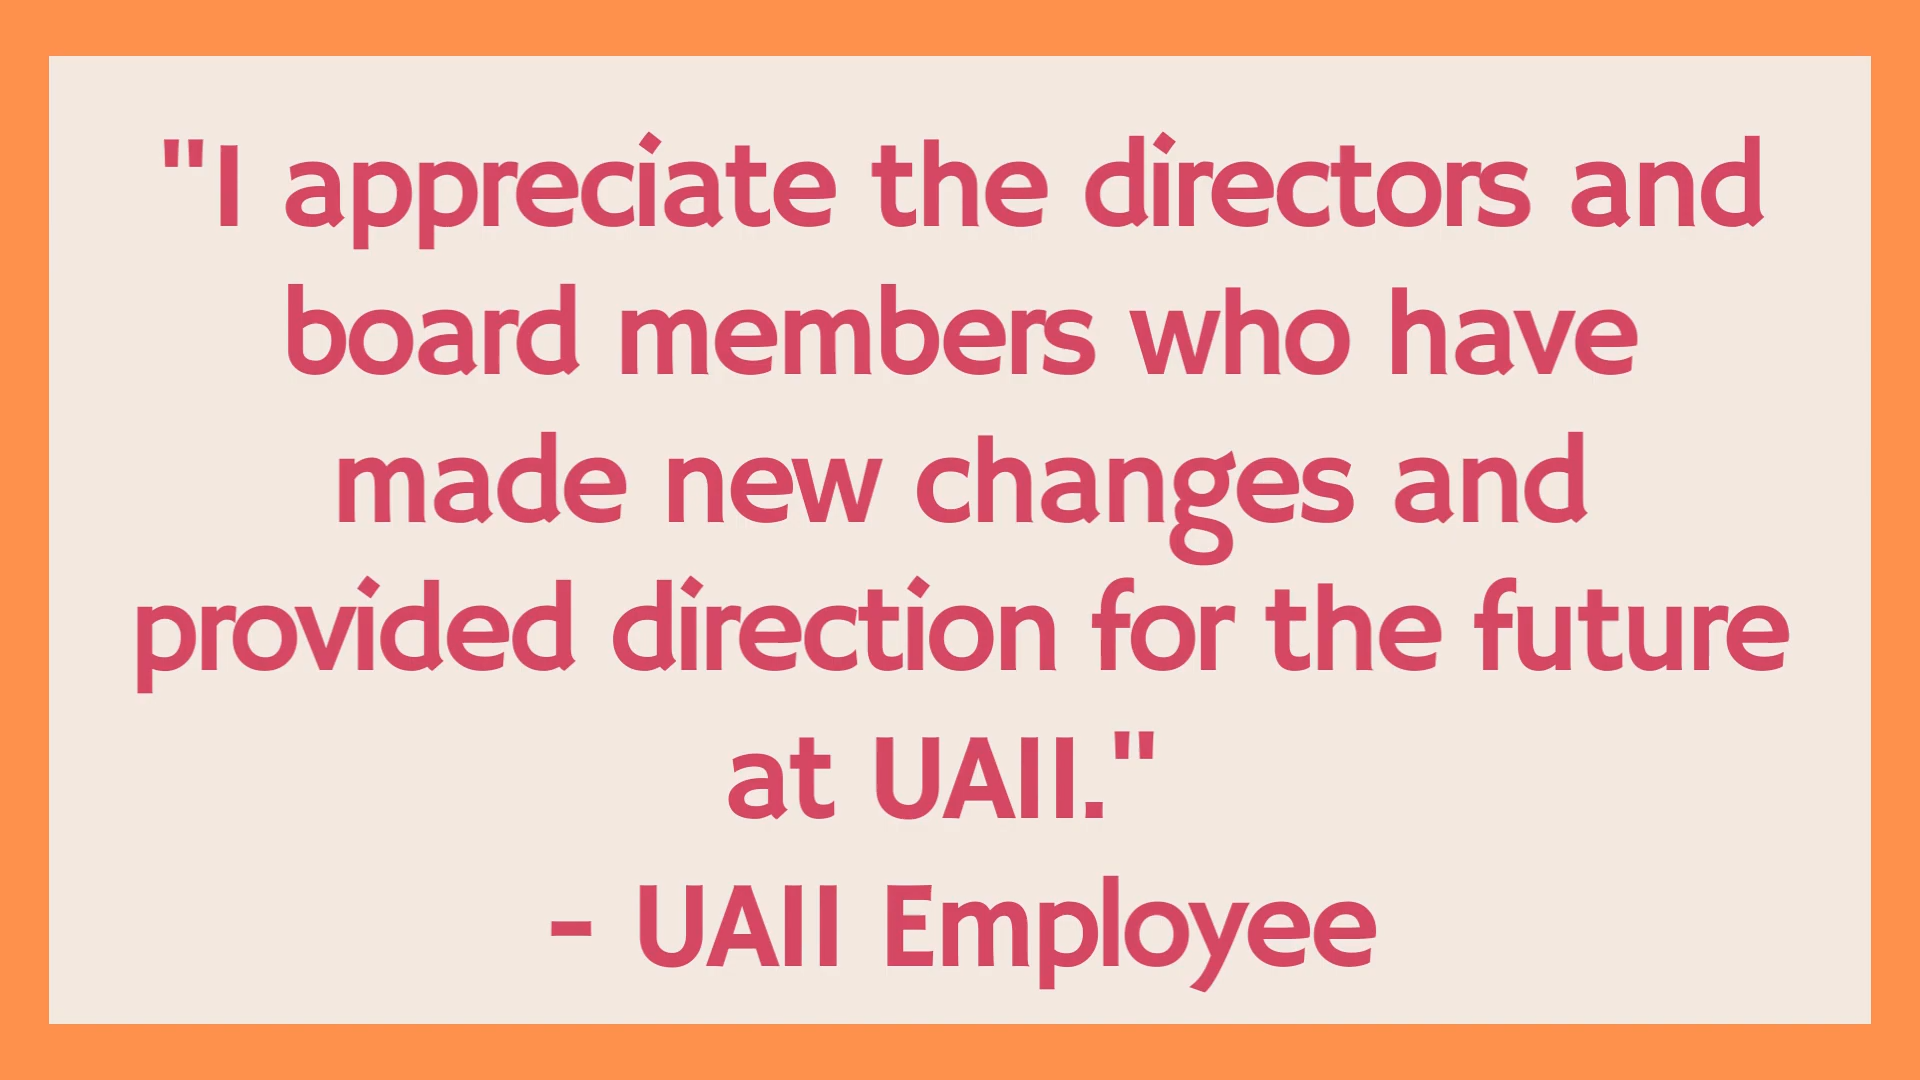 "I appreciate the directors and
board members who have
made new changes and
provided direction for the future
at UAII."
- UAII Employee